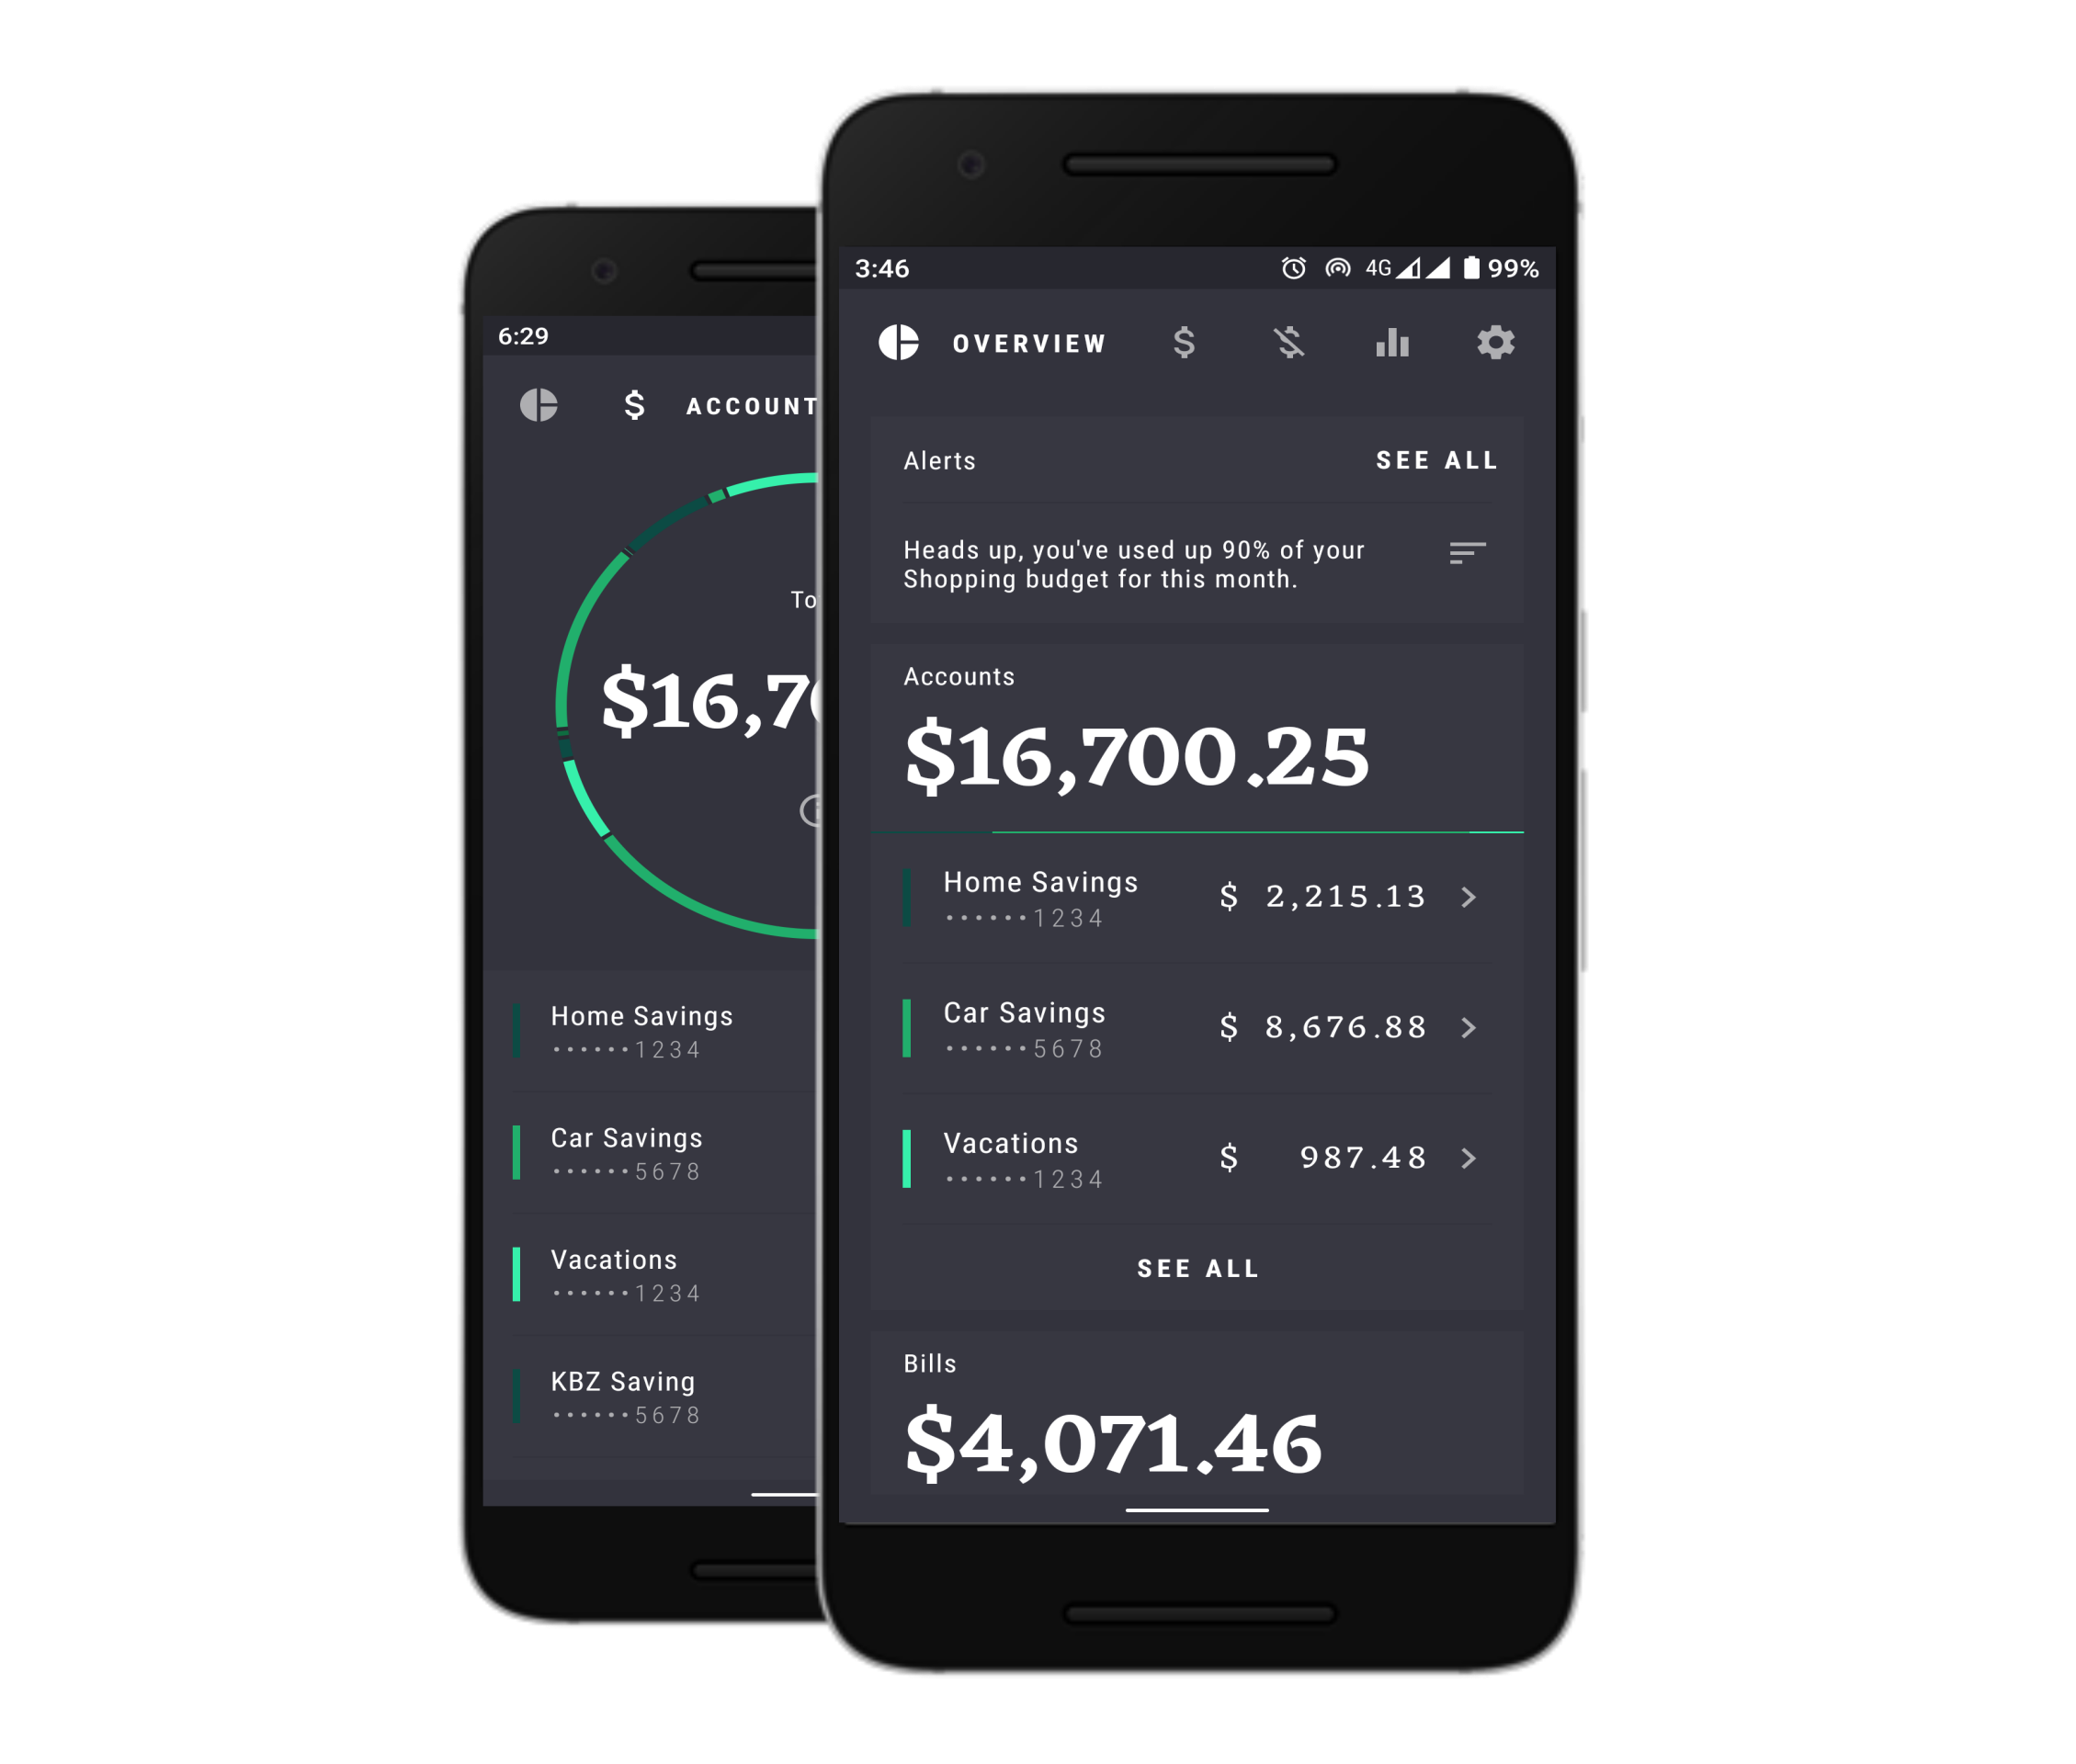 6:29
$ ACCOUNT
$16,70
Home Savings
••••••1234
Car Savings
••••••5678
Vacations
••••••1234
KBZ Saving
••••••5678
3:46 4G 99%
OVERVIEW $
Alerts SEE ALL
Heads up, you've used up 90% of your
Shopping budget for this month.
Accounts
$16,700.25
Home Savings $ 2,215.13
••••••1234
Car Savings $ 8,676.88
••••••5678
Vacations $ 987.48
••••••1234
SEE ALL
Bills
$4,071.46